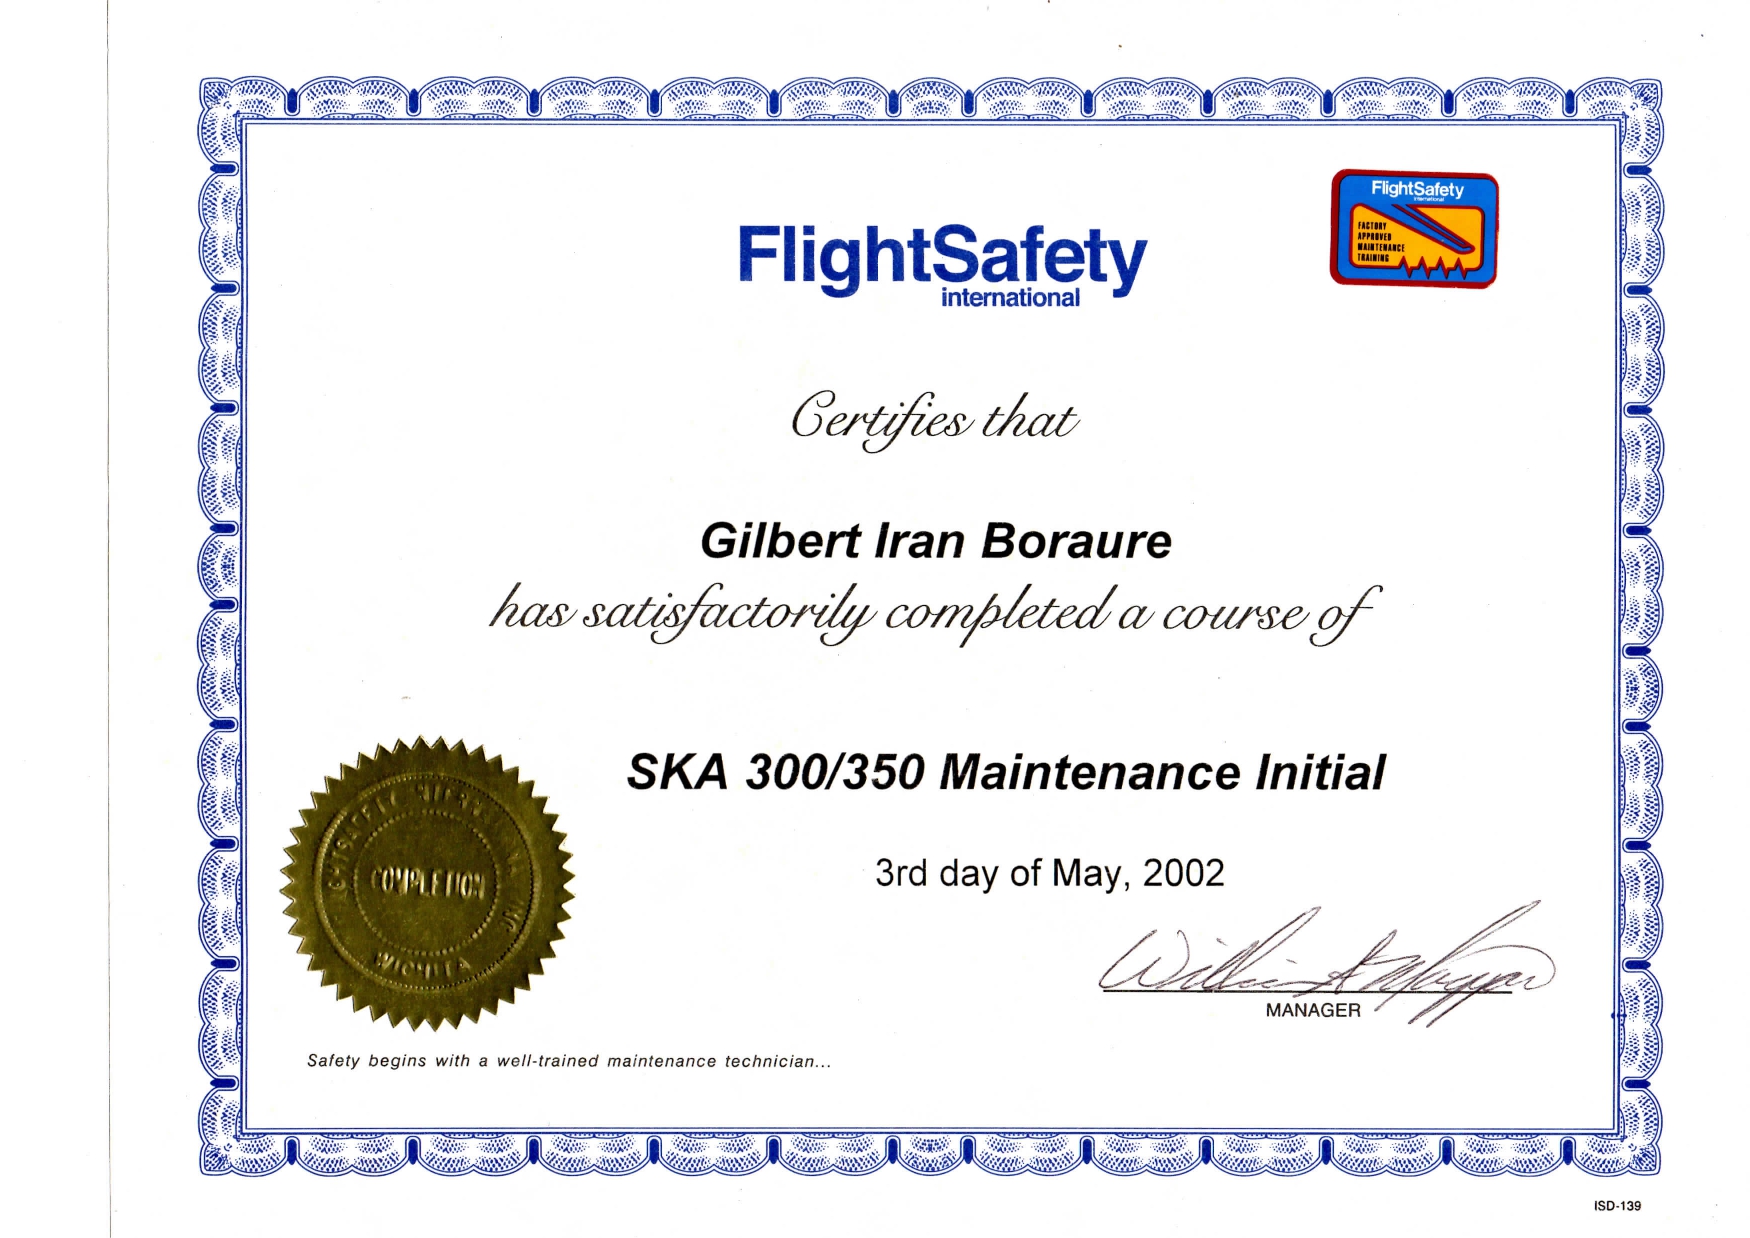 FlightSafety
international
FlightSafety
international
FACTORY
APPROVED
MAINTENANCE
TRAINING
Certifies that
Gilbert Iran Boraure
has satisfactorily completed a course of
SKA 300/350 Maintenance Initial
3rd day of May, 2002
COMPLETION
WICHITA
MANAGER
Safety begins with a well-trained maintenance technician...
ISD-139